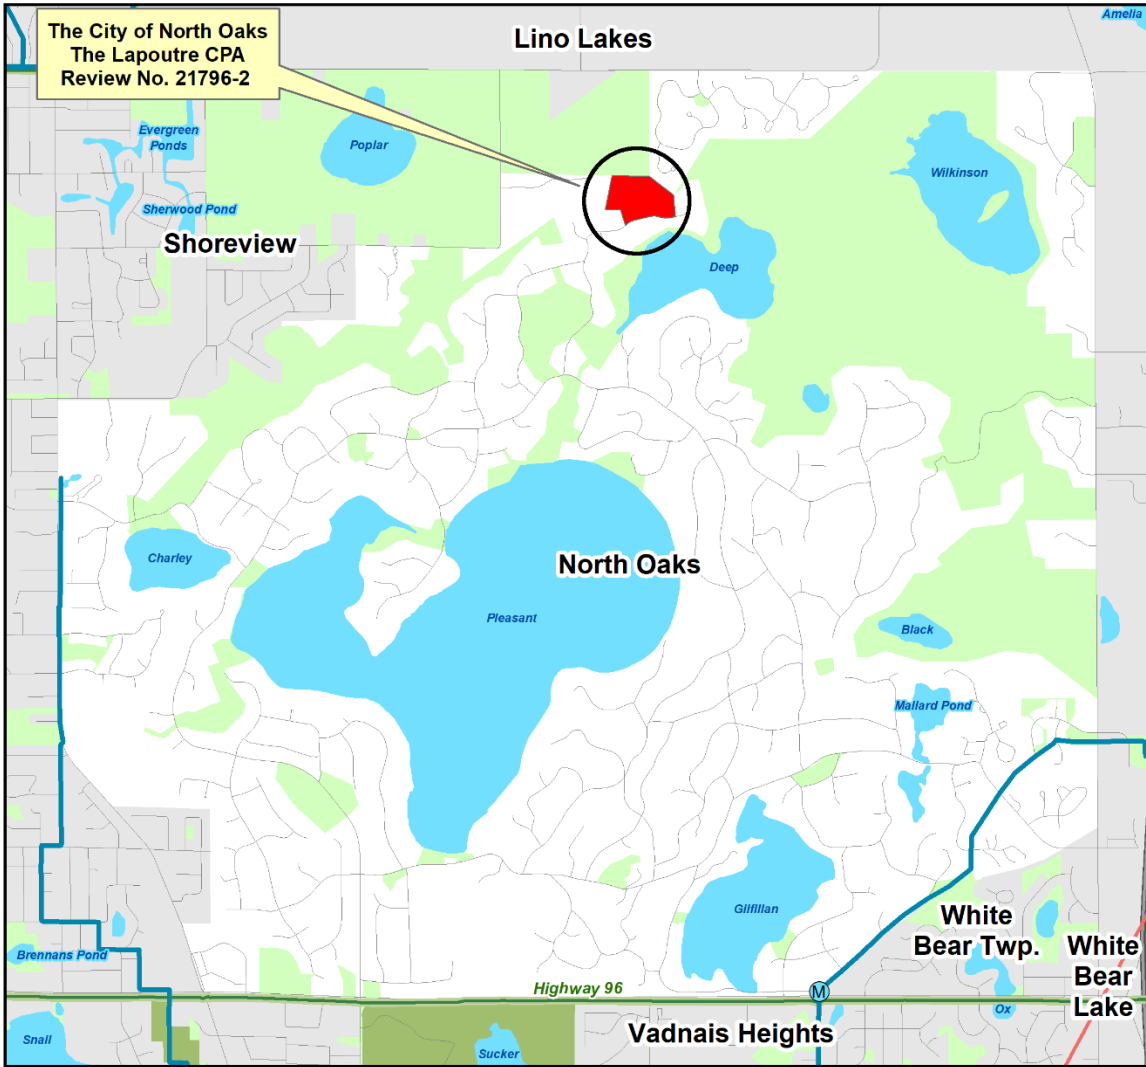 The City of North Oaks
The Lapoutre CPA
Review No. 21796-2
Lino Lakes
Amelia
Evergreen
Ponds
Poplar
Wilkinson
Sherwood Pond
Shoreview
Deep
Charley
North Oaks
Pleasant
Black
Mallard Pond
Gilfillan
White
Bear Twp.
White
Bear
Lake
Brennans Pond
Highway 96
M
Ox
Vadnais Heights
Snail
Sucker